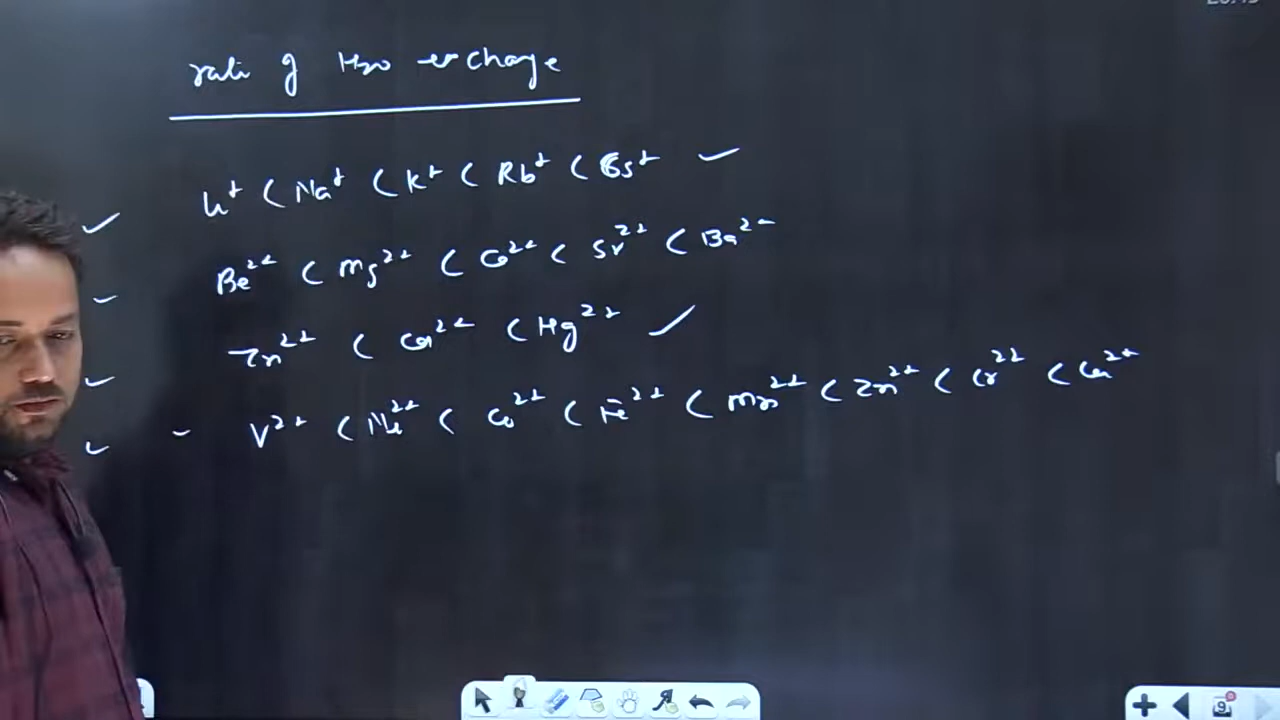 rate of H2O exchange
Li⁺ < Na⁺ < K⁺ < Rb⁺ < Cs⁺
Be²⁺ < Mg²⁺ < Ca²⁺ < Sr²⁺ < Ba²⁺
Zn²⁺ < Cd²⁺ < Hg²⁺
V²⁺ < Ni²⁺ < Co²⁺ < Fe²⁺ < Mn²⁺ < Zn²⁺ < Cr²⁺ < Cu²⁺
9